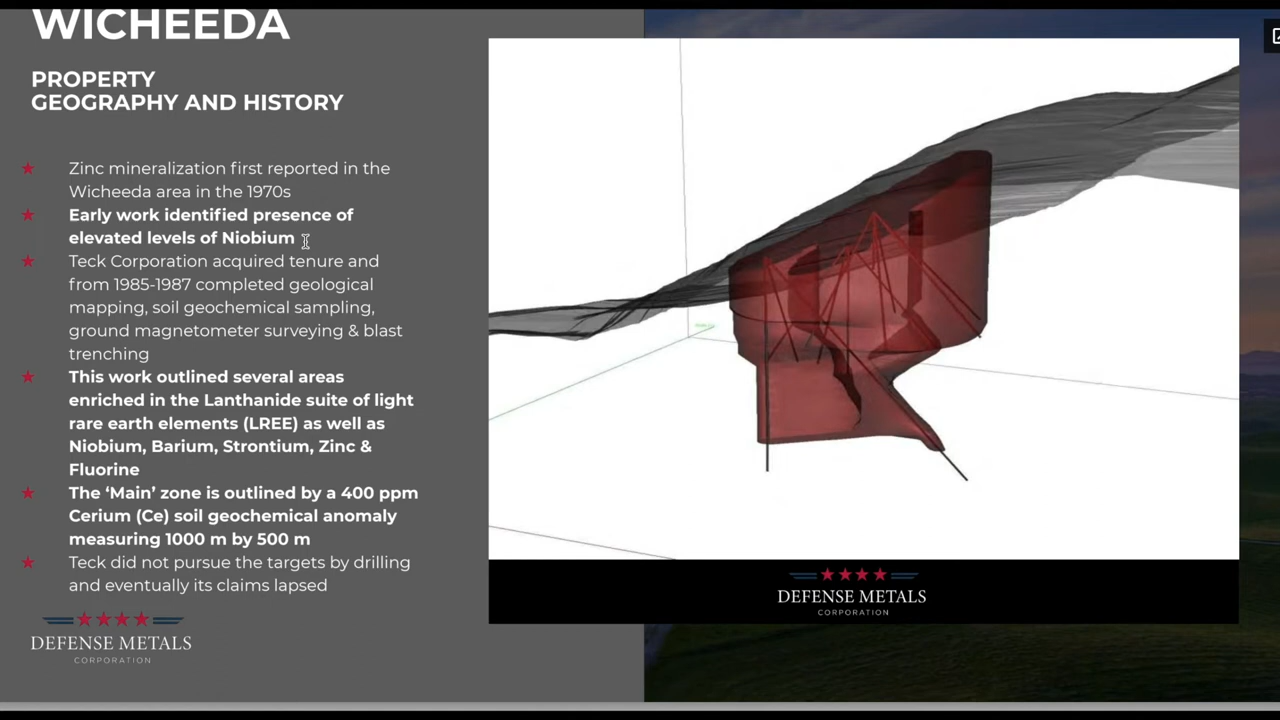 WICHEEDA
PROPERTY
GEOGRAPHY AND HISTORY
★ Zinc mineralization first reported in the
Wicheeda area in the 1970s
★ Early work identified presence of
elevated levels of Niobium
★ Teck Corporation acquired tenure and
from 1985-1987 completed geological
mapping, soil geochemical sampling,
ground magnetometer surveying & blast
trenching
★ This work outlined several areas
enriched in the Lanthanide suite of light
rare earth elements (LREE) as well as
Niobium, Barium, Strontium, Zinc &
Fluorine
★ The ‘Main’ zone is outlined by a 400 ppm
Cerium (Ce) soil geochemical anomaly
measuring 1000 m by 500 m
★ Teck did not pursue the targets by drilling
and eventually its claims lapsed
DEFENSE METALS
CORPORATION
DEFENSE METALS
CORPORATION